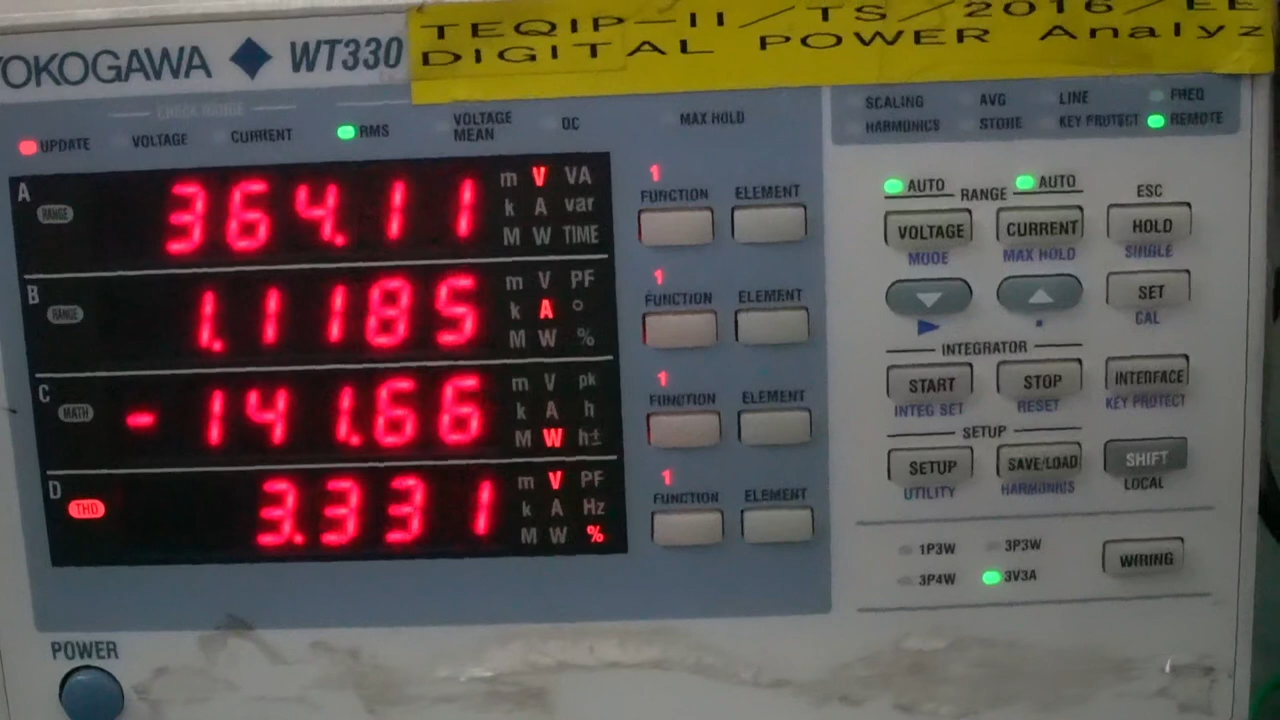 YOKOGAWA WT330
TEQIP-II/TS/2016/EE
DIGITAL POWER Analyz
CHECK RANGE
UPDATE VOLTAGE CURRENT RMS VOLTAGE MEAN DC MAX HOLD
SCALING AVG LINE FREQ
HARMONICS STORE KEY PROTECT REMOTE
A RANGE 364.11 m V VA
k A var
M W TIME
1
FUNCTION ELEMENT
B RANGE 1.1185 m V PF
k A °
M W %
1
FUNCTION ELEMENT
C MATH -141.66 m V pk
k A h
M W h±
1
FUNCTION ELEMENT
D THD 3.331 m V PF
k A Hz
M W %
1
FUNCTION ELEMENT
AUTO RANGE AUTO ESC
VOLTAGE CURRENT HOLD
MODE MAX HOLD SINGLE
SET
CAL
INTEGRATOR
START STOP INTERFACE
INTEG SET RESET KEY PROTECT
SETUP
SETUP SAVE/LOAD SHIFT
UTILITY HARMONICS LOCAL
1P3W 3P3W
3P4W 3V3A
WIRING
POWER